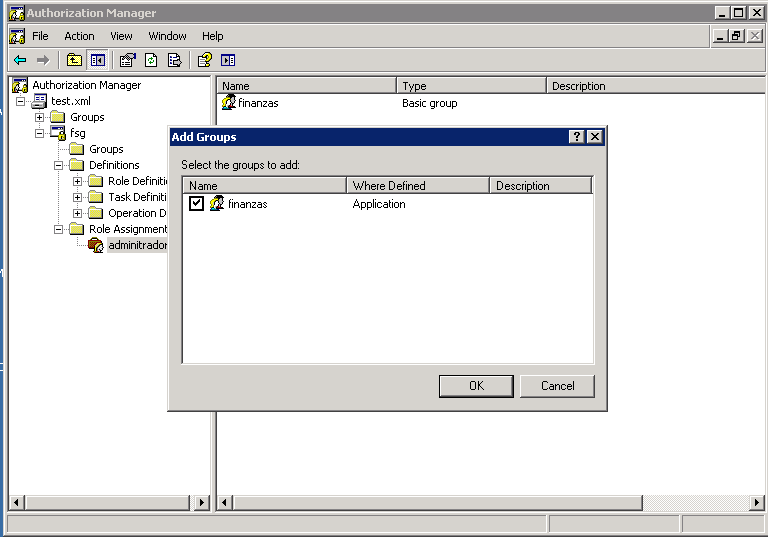 Authorization Manager
File Action View Window Help
Authorization Manager
test.xml
Groups
fsg
Groups
Definitions
Role Definiti
Task Definiti
Operation D
Role Assignment
adminitrador
Name Type Description
finanzas Basic group
Add Groups
Select the groups to add:
Name Where Defined Description
finanzas Application
OK Cancel